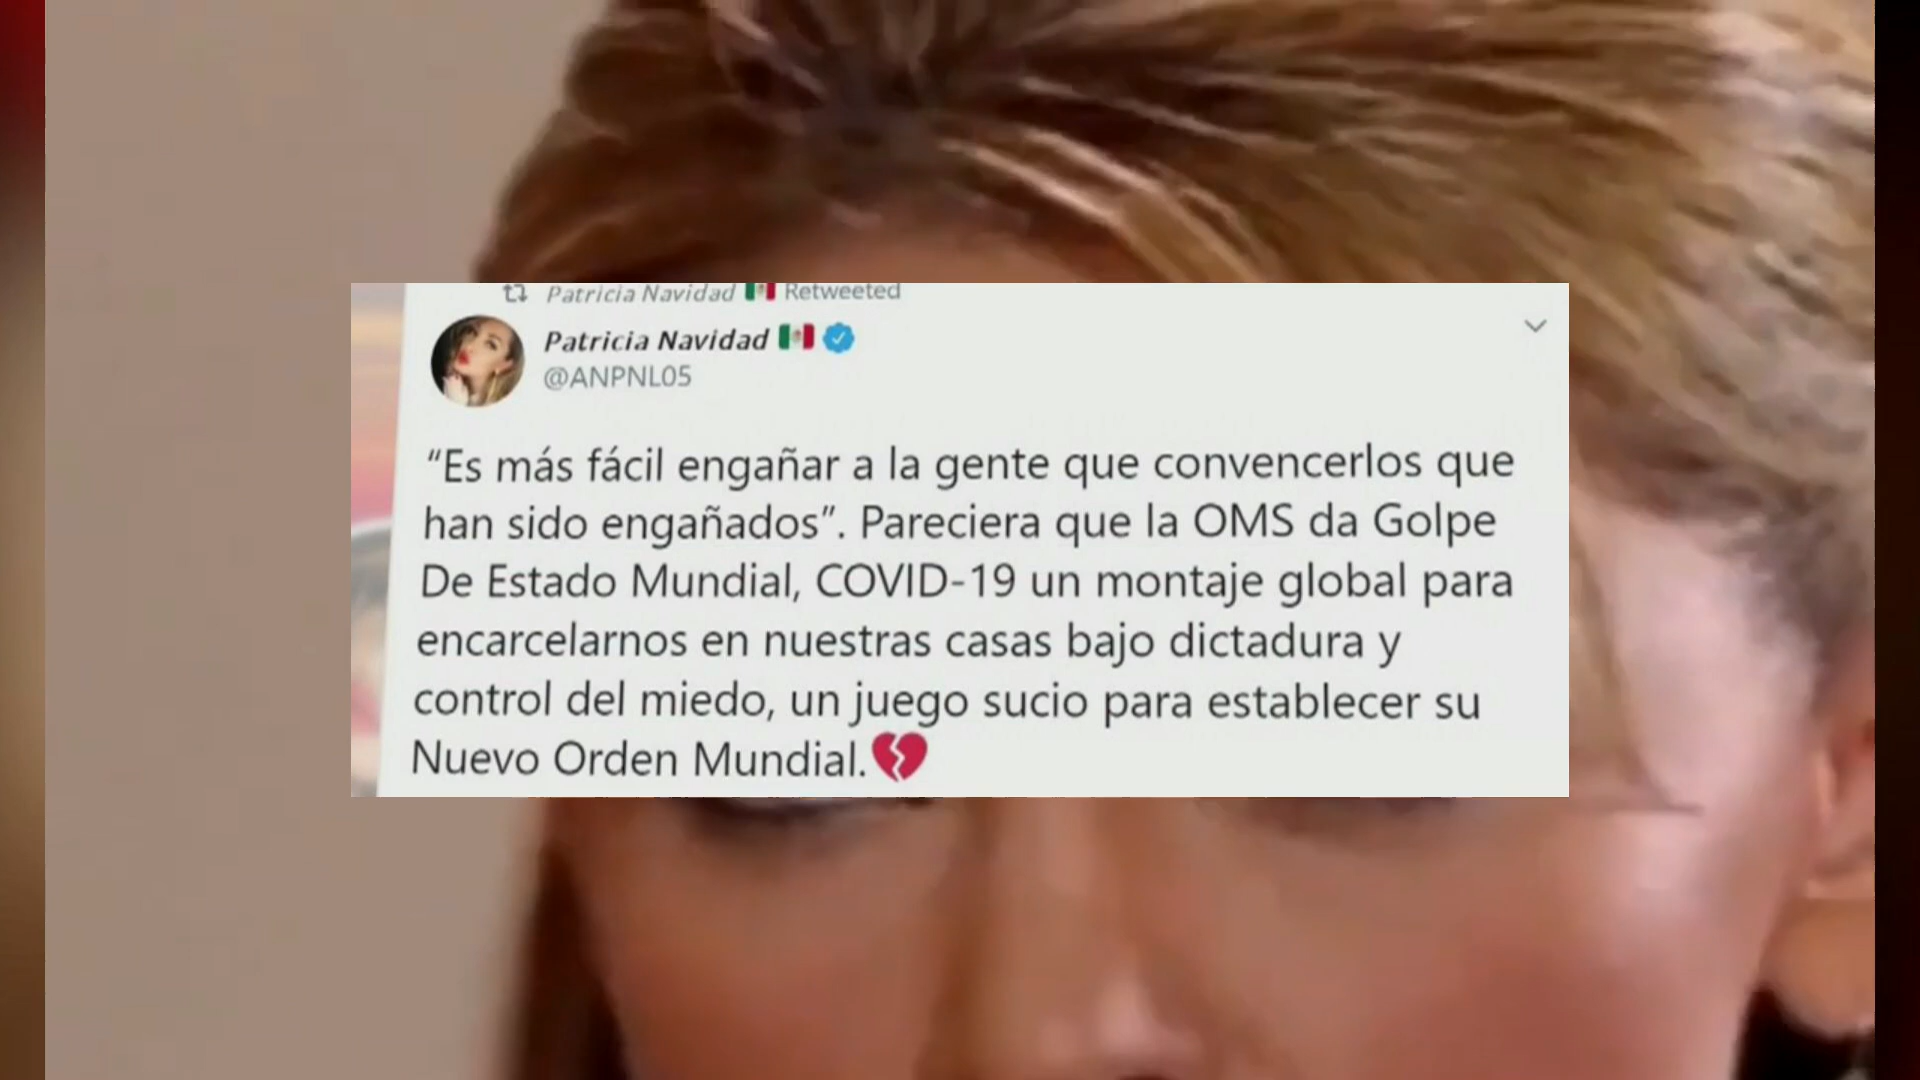 Patricia Navidad 🇲🇽 Retweeted
Patricia Navidad 🇲🇽
@ANPNL05
“Es más fácil engañar a la gente que convencerlos que
han sido engañados”. Pareciera que la OMS da Golpe
De Estado Mundial, COVID-19 un montaje global para
encarcelarnos en nuestras casas bajo dictadura y
control del miedo, un juego sucio para establecer su
Nuevo Orden Mundial.💔